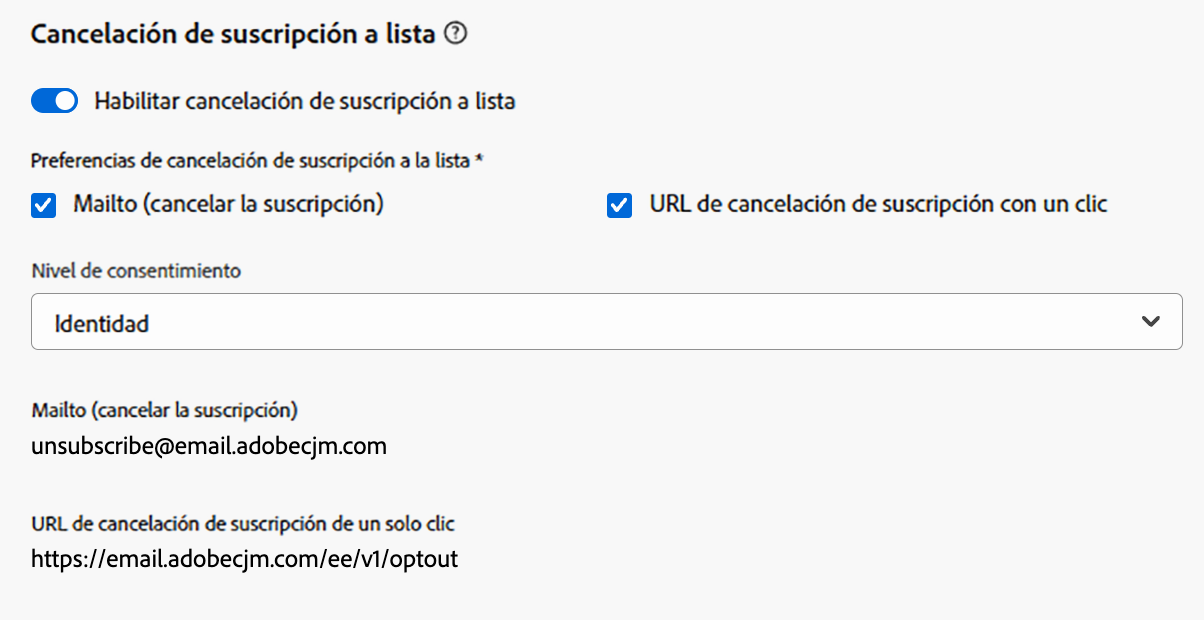 Cancelación de suscripción a lista ?
Habilitar cancelación de suscripción a lista
Preferencias de cancelación de suscripción a la lista *
Mailto (cancelar la suscripción)
URL de cancelación de suscripción con un clic
Nivel de consentimiento
Identidad
Mailto (cancelar la suscripción)
unsubscribe@email.adobecjm.com
URL de cancelación de suscripción de un solo clic
https://email.adobecjm.com/ee/v1/optout